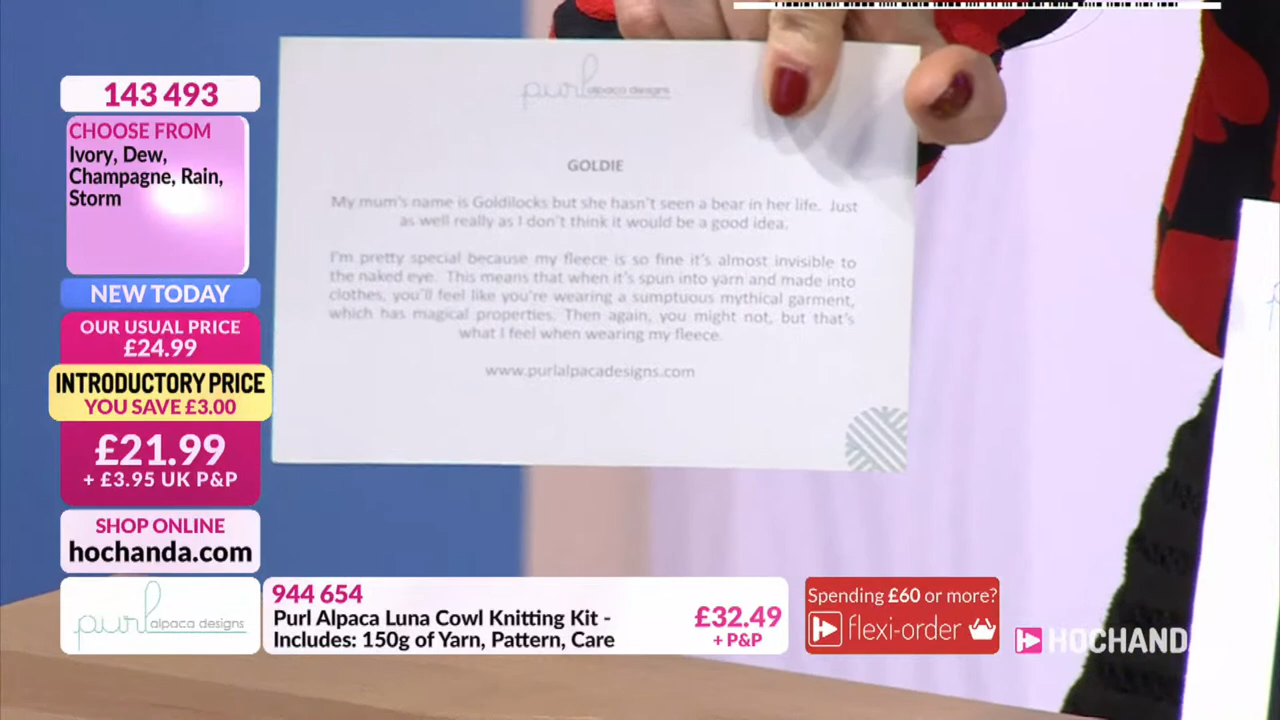 143 493
CHOOSE FROM
Ivory, Dew,
Champagne, Rain,
Storm
NEW TODAY
OUR USUAL PRICE
£24.99
INTRODUCTORY PRICE
YOU SAVE £3.00
£21.99
+ £3.95 UK P&P
SHOP ONLINE
hochanda.com
purl alpaca designs
GOLDIE
My mum's name is Goldilocks but she hasn't seen a bear in her life. Just
as well really as I don't think it would be a good idea.
I'm pretty special because my fleece is so fine it's almost invisible to
the naked eye. This means that when it's spun into yarn and made into
clothes, you'll feel like you're wearing a sumptuous mythical garment,
which has magical properties. Then again, you might not, but that's
what I feel when wearing my fleece.
www.purlalpacadesigns.com
purl alpaca designs
944 654
Purl Alpaca Luna Cowl Knitting Kit -
Includes: 150g of Yarn, Pattern, Care
£32.49
+ P&P
Spending £60 or more?
flexi-order
HOCHAND